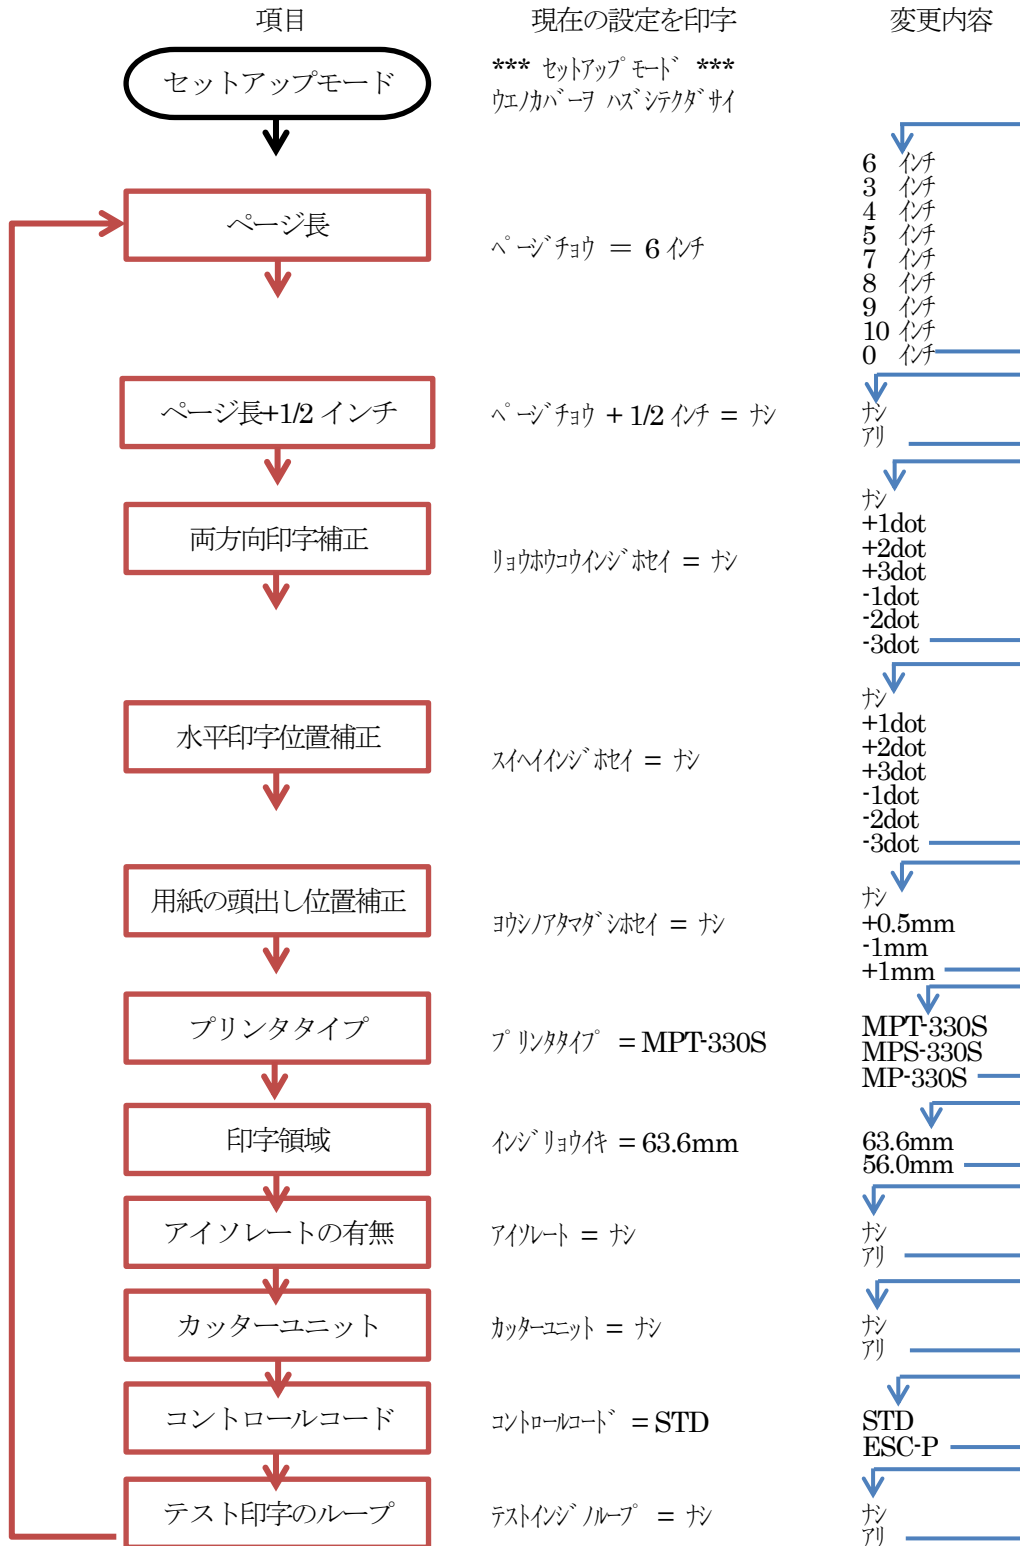 項目
現在の設定を印字
変更内容
セットアップモード
*** ｾｯﾄｱｯﾌﾟﾓｰﾄﾞ ***
ｳｴﾉｶﾊﾞｰｦ ﾊｽﾞｼﾃｸﾀﾞｻｲ
ページ長
ﾍﾟｰｼﾞﾁｮｳ = 6 ｲﾝﾁ
6 ｲﾝﾁ
3 ｲﾝﾁ
4 ｲﾝﾁ
5 ｲﾝﾁ
7 ｲﾝﾁ
8 ｲﾝﾁ
9 ｲﾝﾁ
10 ｲﾝﾁ
0 ｲﾝﾁ
ページ長+1/2 インチ
ﾍﾟｰｼﾞﾁｮｳ + 1/2 ｲﾝﾁ = ﾅｼ
ﾅｼ
ｱﾘ
両方向印字補正
ﾘｮｳﾎｳｺｳｲﾝｼﾞﾎｾｲ = ﾅｼ
ﾅｼ
+1dot
+2dot
+3dot
-1dot
-2dot
-3dot
水平印字位置補正
ｽｲﾍｲｲﾝｼﾞﾎｾｲ = ﾅｼ
ﾅｼ
+1dot
+2dot
+3dot
-1dot
-2dot
-3dot
用紙の頭出し位置補正
ﾖｳｼﾉｱﾀﾏﾀﾞｼﾎｾｲ = ﾅｼ
ﾅｼ
+0.5mm
-1mm
+1mm
プリンタタイプ
ﾌﾟﾘﾝﾀﾀｲﾌﾟ = MPT-330S
MPT-330S
MPS-330S
MP-330S
印字領域
ｲﾝｼﾞﾘｮｳｲｷ = 63.6mm
63.6mm
56.0mm
アイソレートの有無
ｱｲｿﾚｰﾄ = ﾅｼ
ﾅｼ
ｱﾘ
カッターユニット
ｶｯﾀｰﾕﾆｯﾄ = ﾅｼ
ﾅｼ
ｱﾘ
コントロールコード
ｺﾝﾄﾛｰﾙｺｰﾄﾞ = STD
STD
ESC-P
テスト印字のループ
ﾃｽﾄｲﾝｼﾞﾉﾙｰﾌﾟ = ﾅｼ
ﾅｼ
ｱﾘ